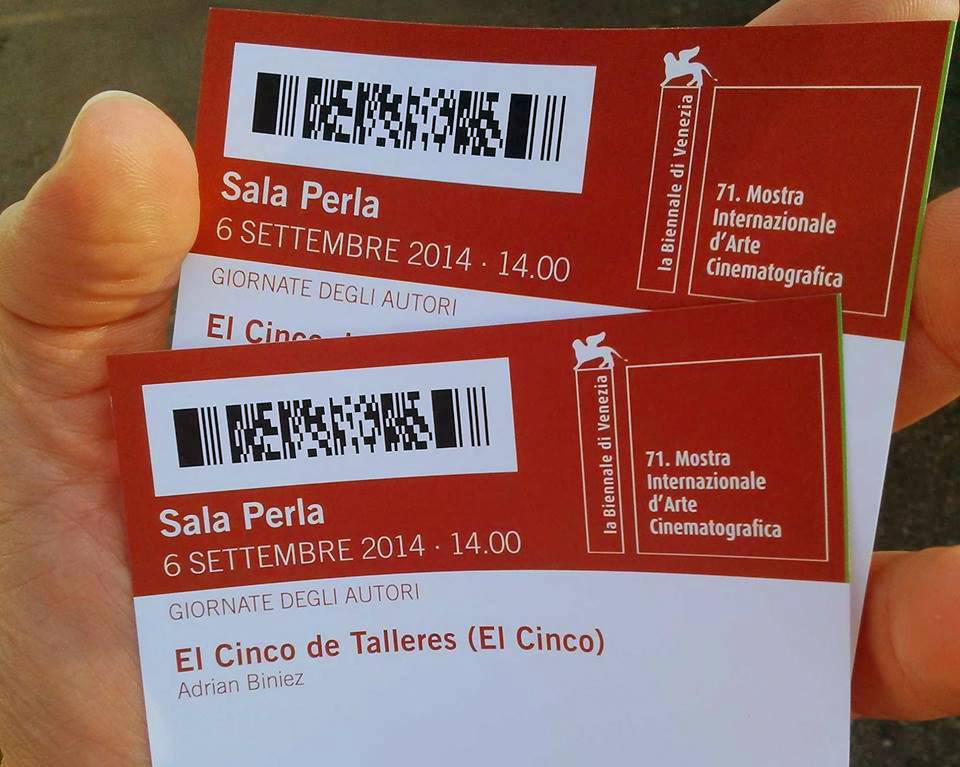 Sala Perla
6 SETTEMBRE 2014 · 14.00
GIORNATE DEGLI AUTORI
El Cinco
la Biennale di Venezia
71. Mostra
Internazionale
d'Arte
Cinematografica
Sala Perla
6 SETTEMBRE 2014 · 14.00
GIORNATE DEGLI AUTORI
El Cinco de Talleres (El Cinco)
Adrian Biniez
la Biennale di Venezia
71. Mostra
Internazionale
d'Arte
Cinematografica